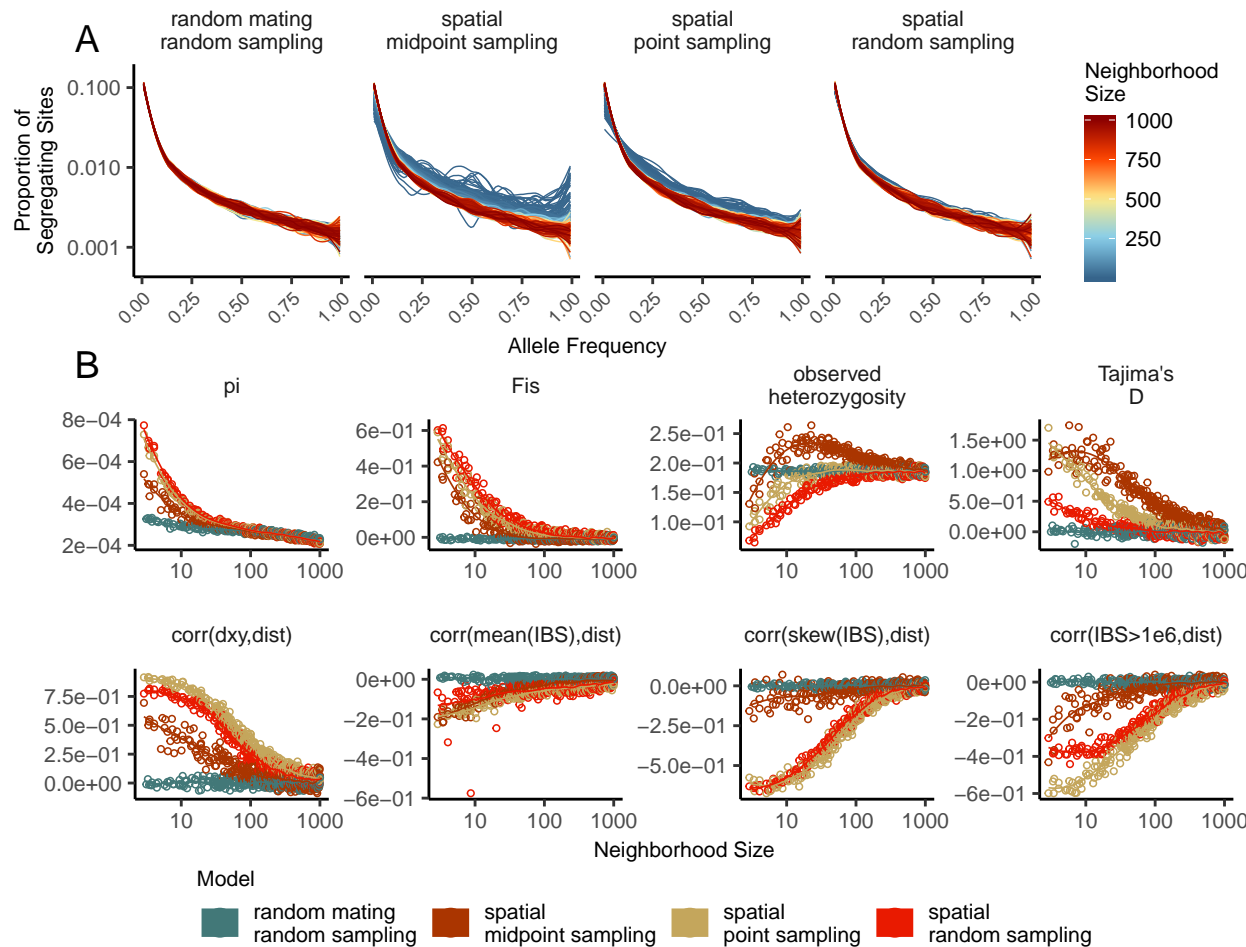 A
random mating
random sampling
spatial
midpoint sampling
spatial
point sampling
spatial
random sampling
Proportion of
Segregating Sites
0.100
0.010
0.001
0.00
0.25
0.50
0.75
1.00
0.00
0.25
0.50
0.75
1.00
0.00
0.25
0.50
0.75
1.00
0.00
0.25
0.50
0.75
1.00
Allele Frequency
Neighborhood
Size
1000
750
500
250
B
pi
8e−04
6e−04
4e−04
2e−04
10
100
1000
Fis
6e−01
4e−01
2e−01
0e+00
10
100
1000
observed
heterozygosity
2.5e−01
2.0e−01
1.5e−01
1.0e−01
10
100
1000
Tajima's
D
1.5e+00
1.0e+00
5.0e−01
0.0e+00
10
100
1000
corr(dxy,dist)
7.5e−01
5.0e−01
2.5e−01
0.0e+00
10
100
1000
corr(mean(IBS),dist)
0e+00
−2e−01
−4e−01
−6e−01
10
100
1000
corr(skew(IBS),dist)
0.0e+00
−2.5e−01
−5.0e−01
10
100
1000
corr(IBS>1e6,dist)
0e+00
−2e−01
−4e−01
−6e−01
10
100
1000
Neighborhood Size
Model
random mating
random sampling
spatial
midpoint sampling
spatial
point sampling
spatial
random sampling